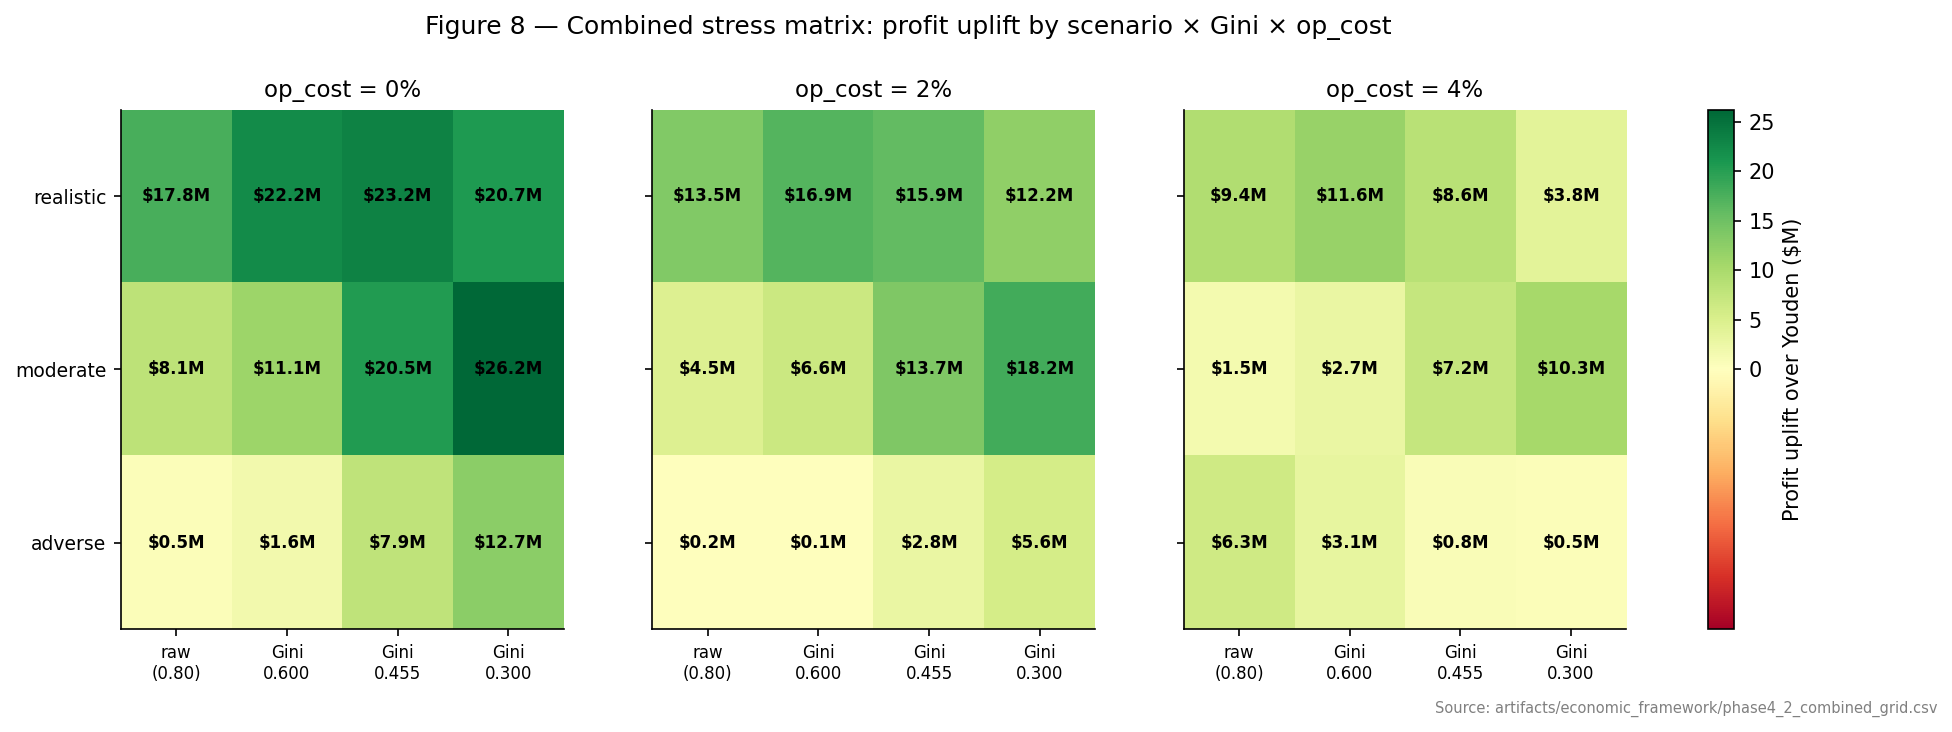 Figure 8 — Combined stress matrix: profit uplift by scenario × Gini × op_cost
op_cost = 0%
op_cost = 2%
op_cost = 4%
realistic
$17.8M $22.2M $23.2M $20.7M
$13.5M $16.9M $15.9M $12.2M
$9.4M $11.6M $8.6M $3.8M
moderate
$8.1M $11.1M $20.5M $26.2M
$4.5M $6.6M $13.7M $18.2M
$1.5M $2.7M $7.2M $10.3M
adverse
$0.5M $1.6M $7.9M $12.7M
$0.2M $0.1M $2.8M $5.6M
$6.3M $3.1M $0.8M $0.5M
raw Gini Gini Gini
(0.80) 0.600 0.455 0.300
raw Gini Gini Gini
(0.80) 0.600 0.455 0.300
raw Gini Gini Gini
(0.80) 0.600 0.455 0.300
25
20
15
10
5
0
Profit uplift over Youden ($M)
Source: artifacts/economic_framework/phase4_2_combined_grid.csv